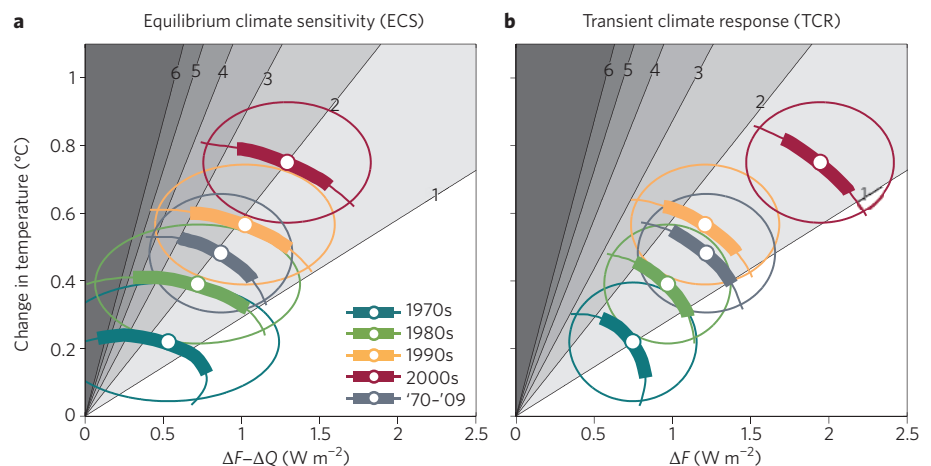 a Equilibrium climate sensitivity (ECS)
b Transient climate response (TCR)
Change in temperature (°C)
1
0.8
0.6
0.4
0.2
0
6 5 4 3
2
1
6 5 4 3
2
1
1970s
1980s
1990s
2000s
'70–'09
0 0.5 1 1.5 2 2.5
0 0.5 1 1.5 2 2.5
ΔF–ΔQ (W m⁻²)
ΔF (W m⁻²)